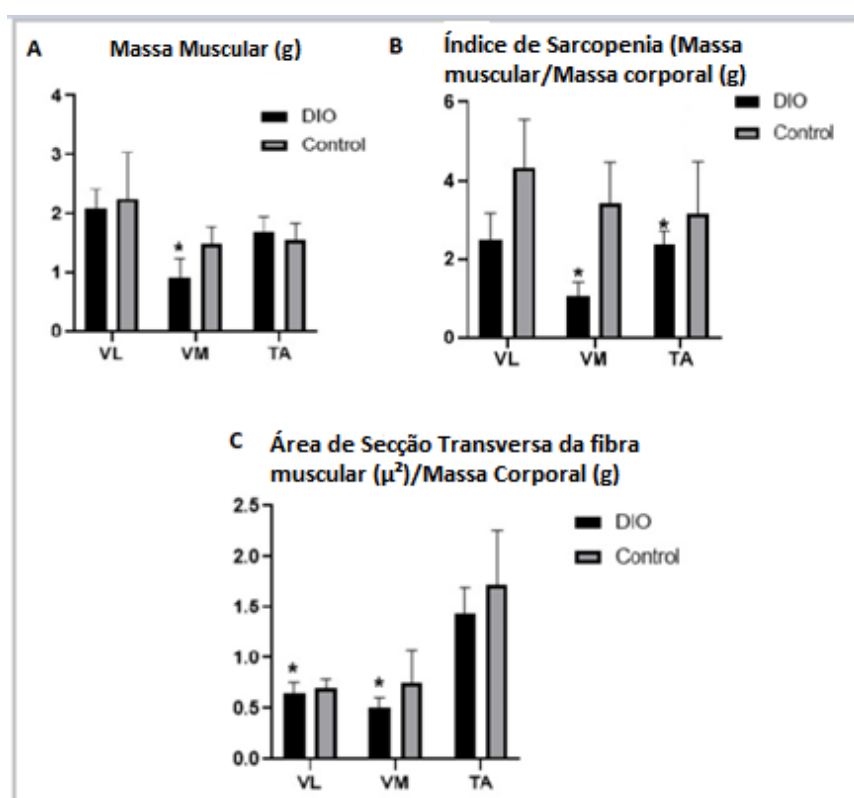 A Massa Muscular (g)
4
3
2
1
0
DIO
Control
*
VL VM TA
B Índice de Sarcopenia (Massa
muscular/Massa corporal (g)
6
4
2
0
DIO
Control
*
*
VL VM TA
C Área de Secção Transversa da fibra
muscular (µ²)/Massa Corporal (g)
2.5
2.0
1.5
1.0
0.5
0.0
DIO
Control
*
*
VL VM TA